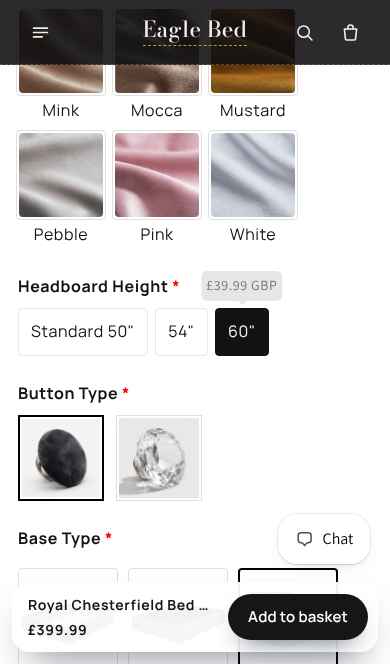 Eagle Bed
Mink
Mocca
Mustard
Pebble
Pink
White
Headboard Height *
£39.99 GBP
Standard 50"
54"
60"
Button Type *
Base Type *
Chat
Royal Chesterfield Bed ...
£399.99
Add to basket